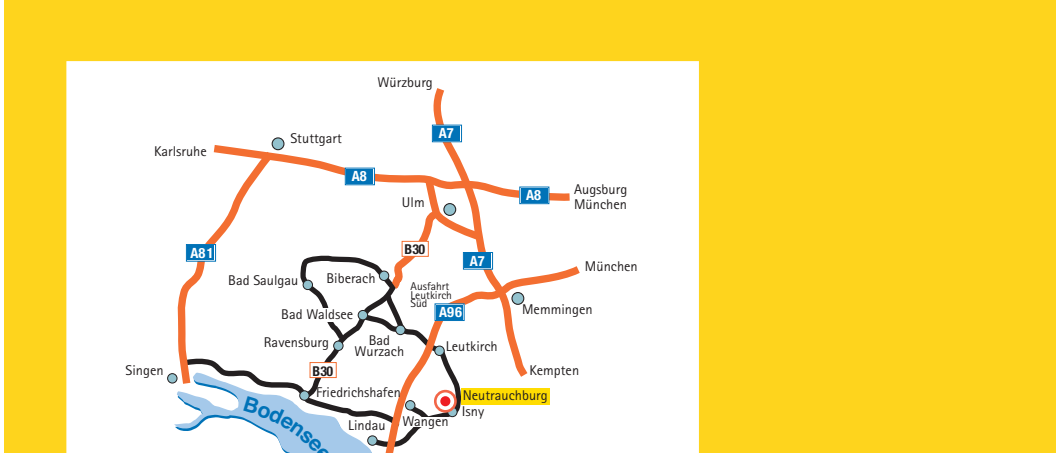 Würzburg
A7
Stuttgart
Karlsruhe
A8
Augsburg
München
A8
Ulm
A81
B30
A7
München
Biberach
Bad Saulgau
Ausfahrt
Leutkirch
Süd
A96
Memmingen
Bad Waldsee
Ravensburg
Bad
Wurzach
Leutkirch
Singen
B30
Kempten
Friedrichshafen
Neutrauchburg
Isny
Wangen
Lindau
Bodensee